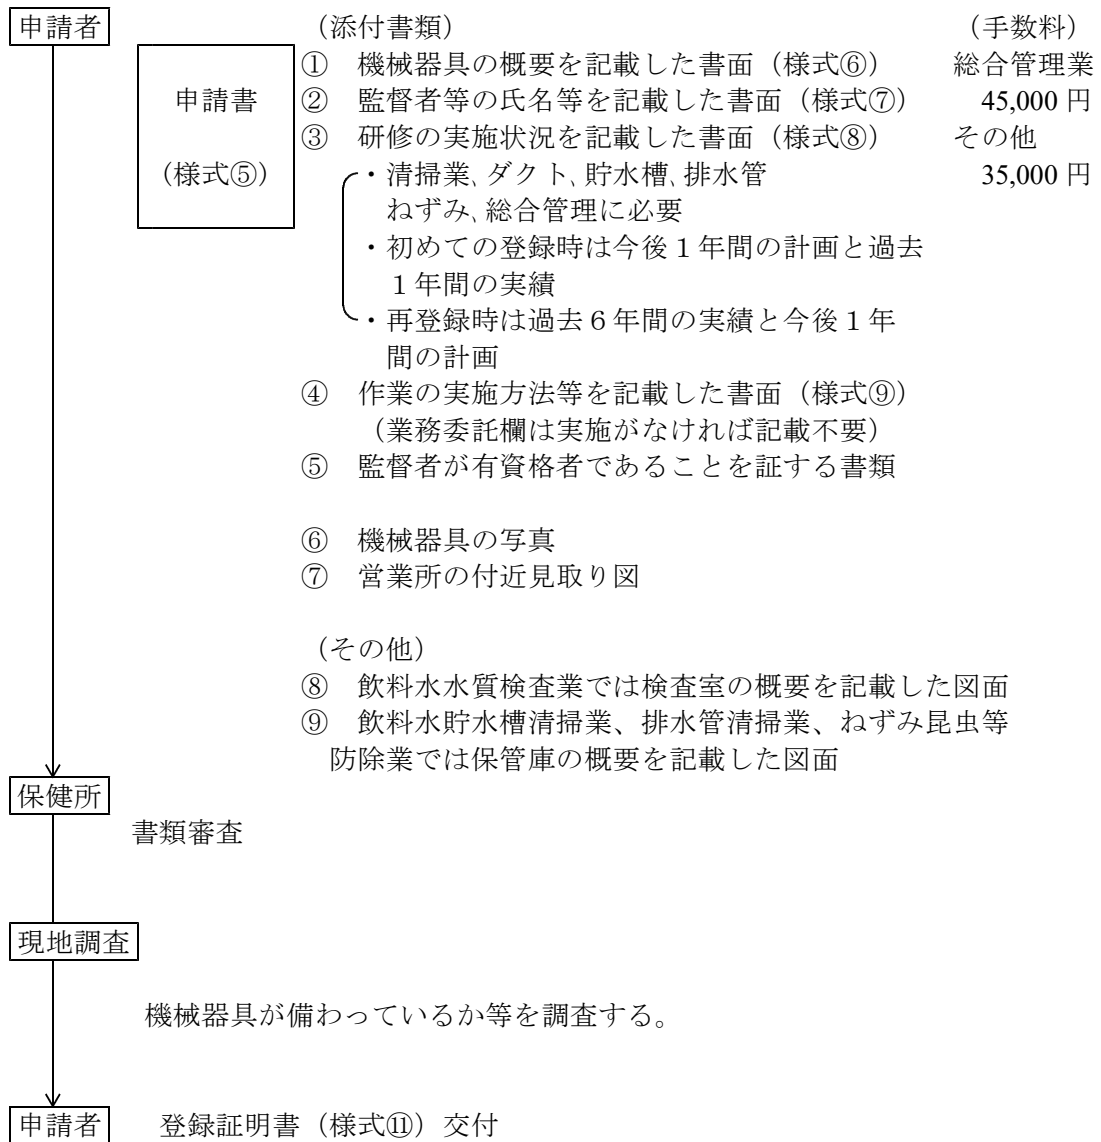 申請者 （添付書類） （手数料）
① 機械器具の概要を記載した書面（様式⑥） 総合管理業
申請書 ② 監督者等の氏名等を記載した書面（様式⑦） 45,000 円
③ 研修の実施状況を記載した書面（様式⑧） その他
（様式⑤） ・清掃業、ダクト、貯水槽、排水管 35,000 円
ねずみ、総合管理に必要
・初めての登録時は今後１年間の計画と過去
１年間の実績
・再登録時は過去６年間の実績と今後１年
間の計画
④ 作業の実施方法等を記載した書面（様式⑨）
（業務委託欄は実施がなければ記載不要）
⑤ 監督者が有資格者であることを証する書類
⑥ 機械器具の写真
⑦ 営業所の付近見取り図
（その他）
⑧ 飲料水水質検査業では検査室の概要を記載した図面
⑨ 飲料水貯水槽清掃業、排水管清掃業、ねずみ昆虫等
防除業では保管庫の概要を記載した図面
保健所
書類審査
現地調査
機械器具が備わっているか等を調査する。
申請者 登録証明書（様式⑪）交付